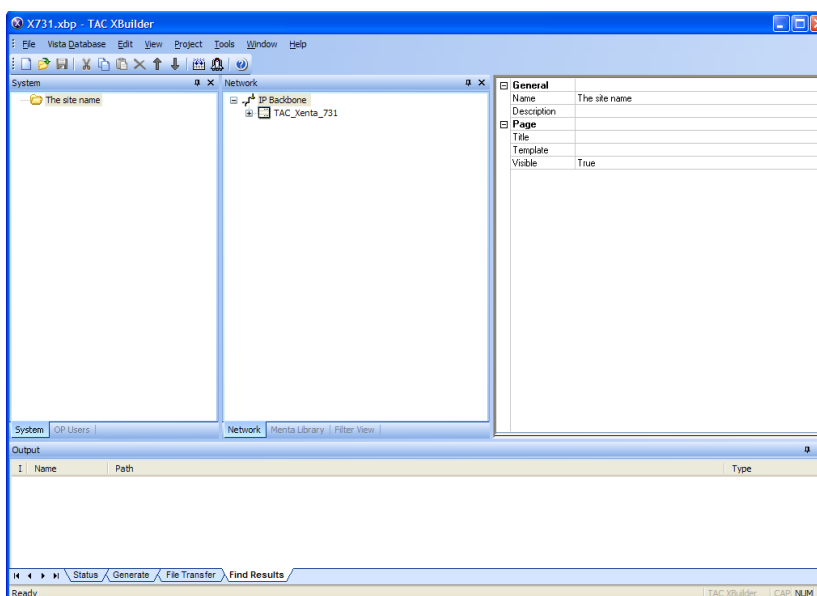 X731.xbp - TAC XBuilder
File Vista Database Edit View Project Tools Window Help
System
The site name
System OP Users
Network
IP Backbone
TAC_Xenta_731
Network Menta Library Filter View
General
Name The site name
Description
Page
Title
Template
Visible True
Output
I Name Path Type
Status Generate File Transfer Find Results
Ready TAC XBuilder CAP NUM